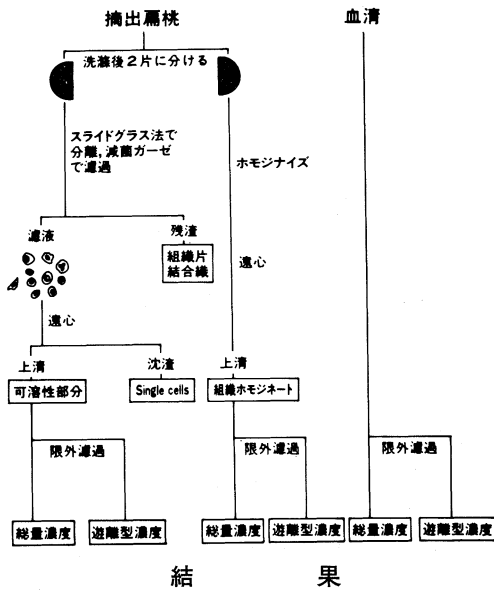 摘出扁桃
血清
洗滌後2片に分ける
スライドグラス法で
分離,滅菌ガーゼ
で濾過
ホモジナイズ
濾液
残渣
組織片
結合織
遠心
遠心
上清
沈渣
上清
可溶性部分
Single cells
組織ホモジネート
限外濾過
限外濾過
限外濾過
総量濃度
遊離型濃度
総量濃度
遊離型濃度
総量濃度
遊離型濃度
結果